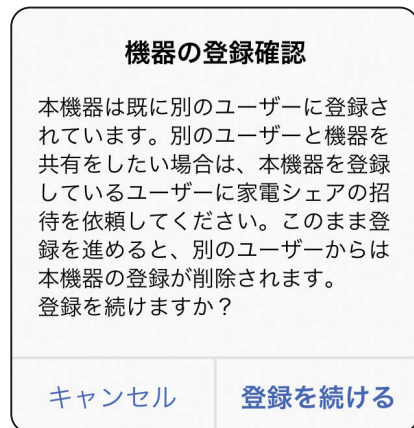 機器の登録確認
本機器は既に別のユーザーに登録さ
れています。別のユーザーと機器を
共有をしたい場合は、本機器を登録
しているユーザーに家電シェアの招
待を依頼してください。このまま登
録を進めると、別のユーザーからは
本機器の登録が削除されます。
登録を続けますか？
キャンセル 登録を続ける